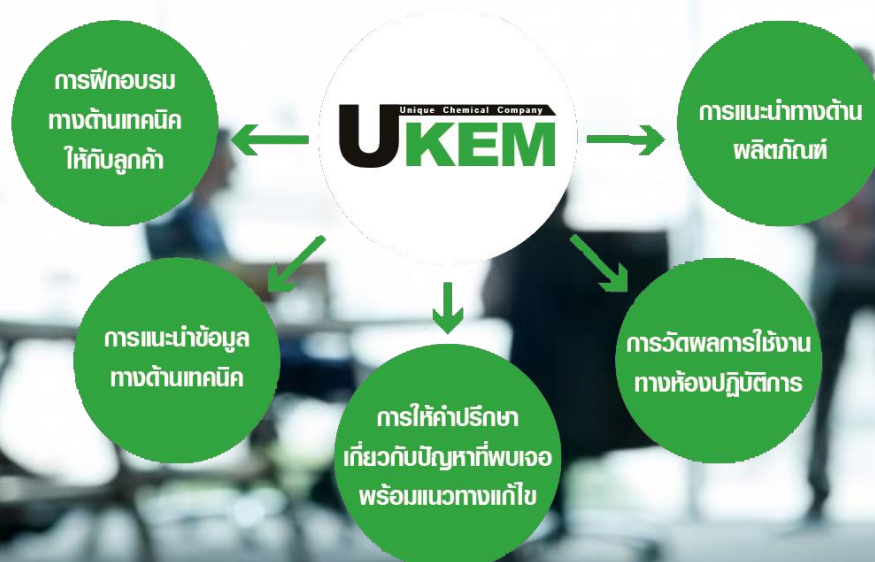 การฝึกอบรม
ทางด้านเทคนิค
ให้กับลูกค้า
Unique Chemical Company
UKEM
การแนะนำทางด้าน
ผลิตภัณฑ์
การแนะนำข้อมูล
ทางด้านเทคนิค
การให้คำปรึกษา
เกี่ยวกับปัญหาที่พบเจอ
พร้อมแนวทางแก้ไข
การวัดผลการใช้งาน
ทางห้องปฏิบัติการ